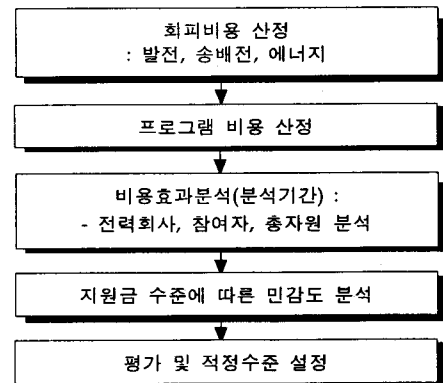 회피비용 산정
: 발전, 송배전, 에너지
프로그램 비용 산정
비용효과분석(분석기간) :
- 전력회사, 참여자, 총자원 분석
지원금 수준에 따른 민감도 분석
평가 및 적정수준 설정